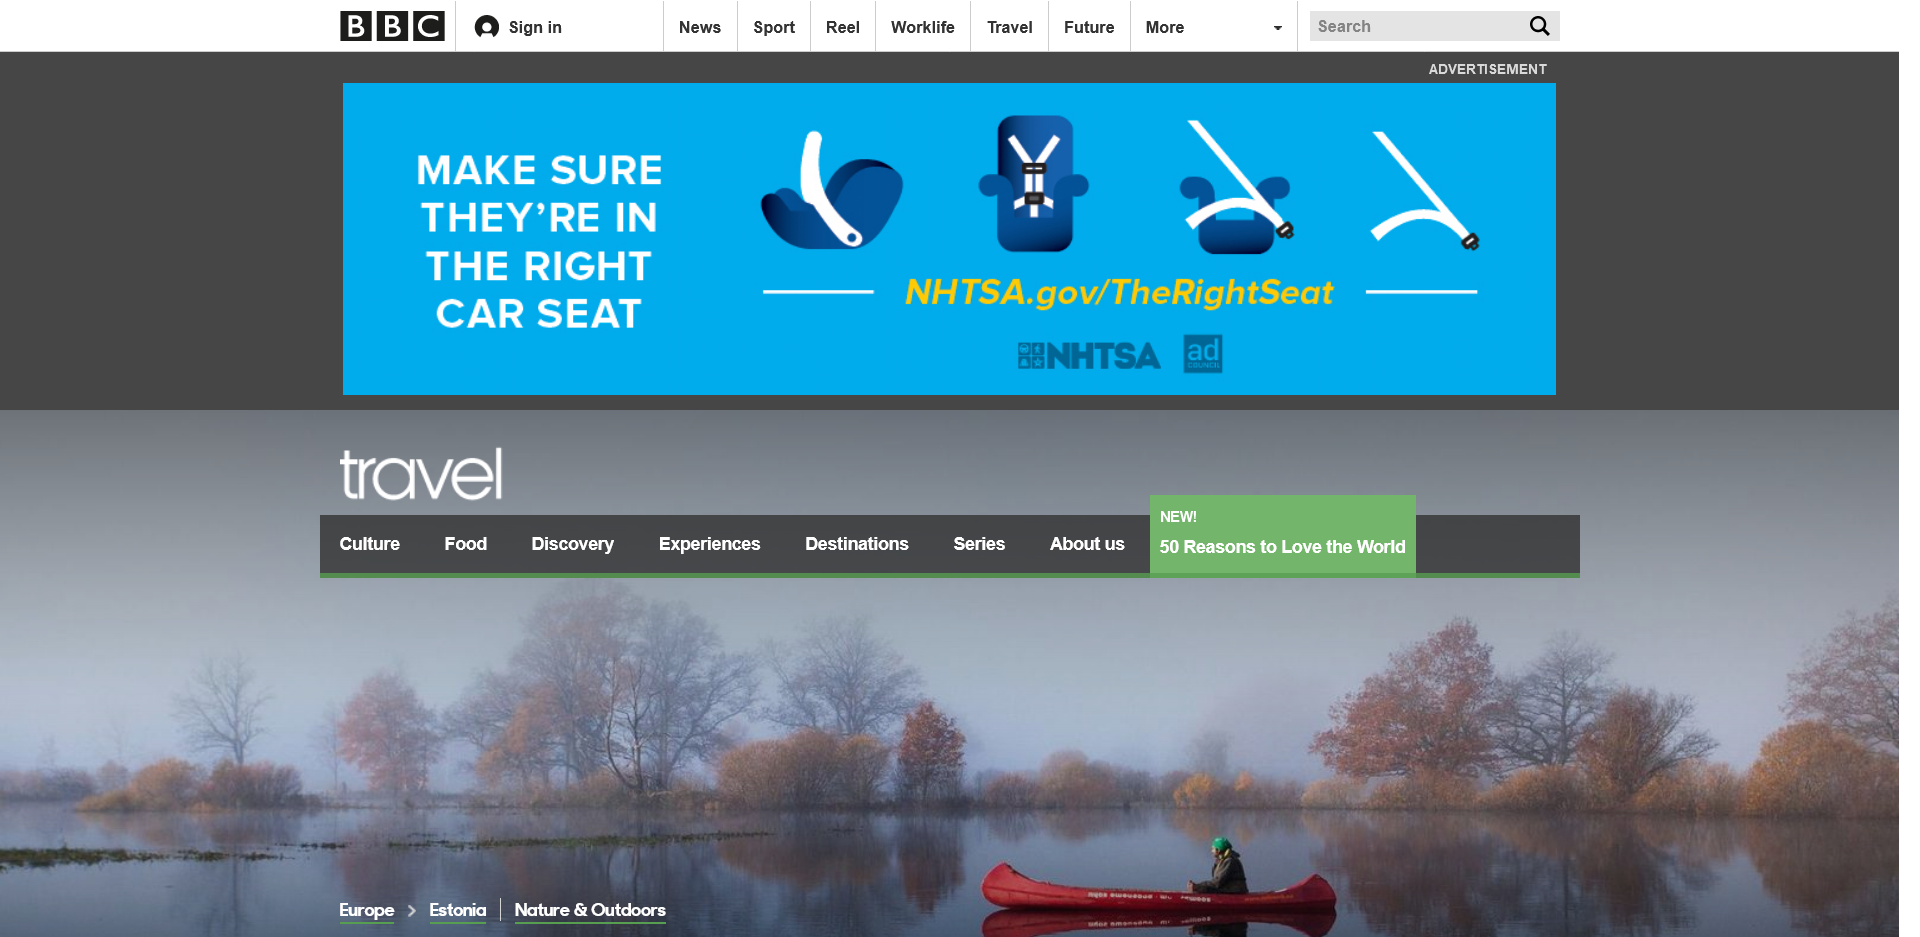 BBC
Sign in
News
Sport
Reel
Worklife
Travel
Future
More
Search
ADVERTISEMENT
MAKE SURE
THEY'RE IN
THE RIGHT
CAR SEAT
NHTSA.gov/TheRightSeat
NHTSA
ad
COUNCIL
travel
Culture
Food
Discovery
Experiences
Destinations
Series
About us
NEW!
50 Reasons to Love the World
Europe
Estonia
Nature & Outdoors